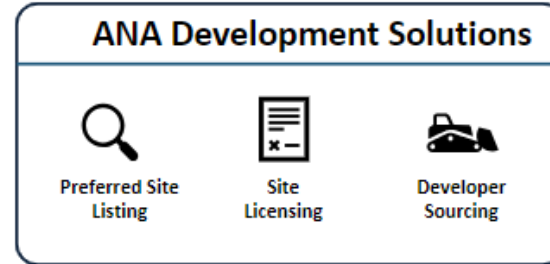 ANA Development Solutions
Preferred Site
Listing
Site
Licensing
Developer
Sourcing